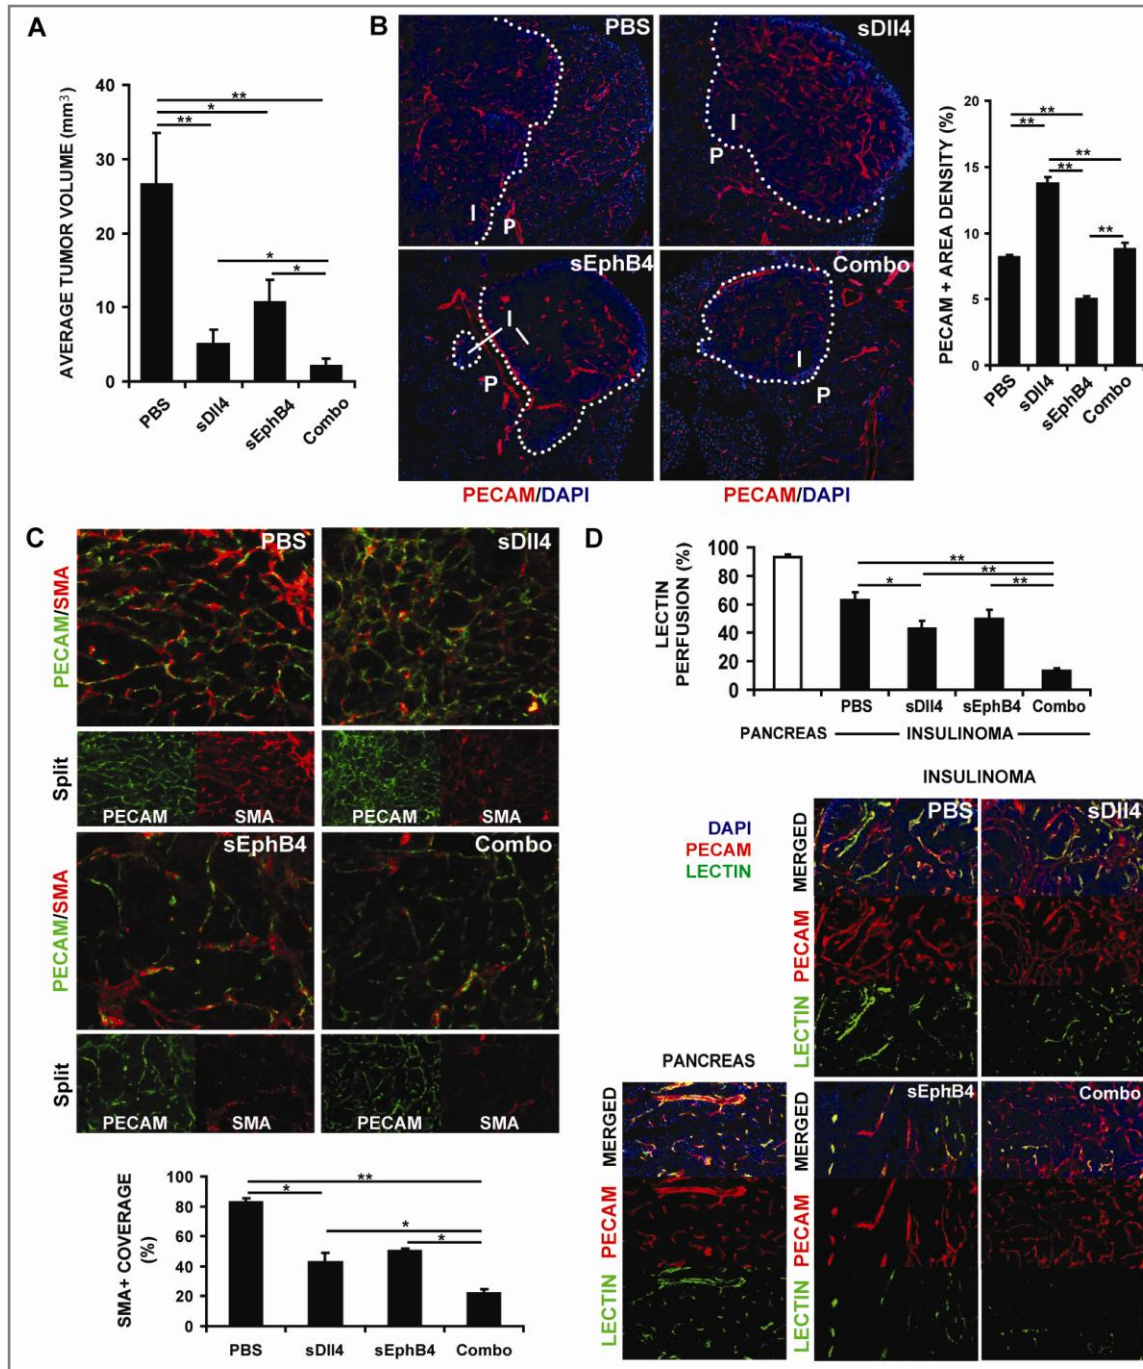 A
AVERAGE TUMOR VOLUME (mm³)
40
30
20
10
0
**
*
**
*
*
PBS
sDll4
sEphB4
Combo
B
PBS
I
P
sDll4
I
P
sEphB4
I
P
Combo
I
P
PECAM/DAPI
PECAM/DAPI
PECAM + AREA DENSITY (%)
20
15
10
5
0
**
**
**
**
**
PBS
sDll4
sEphB4
Combo
C
PECAM/SMA
PBS
sDll4
Split
PECAM
SMA
PECAM
SMA
PECAM/SMA
sEphB4
Combo
Split
PECAM
SMA
PECAM
SMA
SMA+ COVERAGE
(%)
100
80
60
40
20
0
**
*
*
*
PBS
sDll4
sEphB4
Combo
D
LECTIN
PERFUSION (%)
100
80
60
40
20
0
**
**
*
**
PBS
sDll4
sEphB4
Combo
PANCREAS
INSULINOMA
INSULINOMA
DAPI
PECAM
LECTIN
PBS
sDll4
MERGED
PECAM
LECTIN
PANCREAS
MERGED
PECAM
LECTIN
sEphB4
Combo
MERGED
PECAM
LECTIN